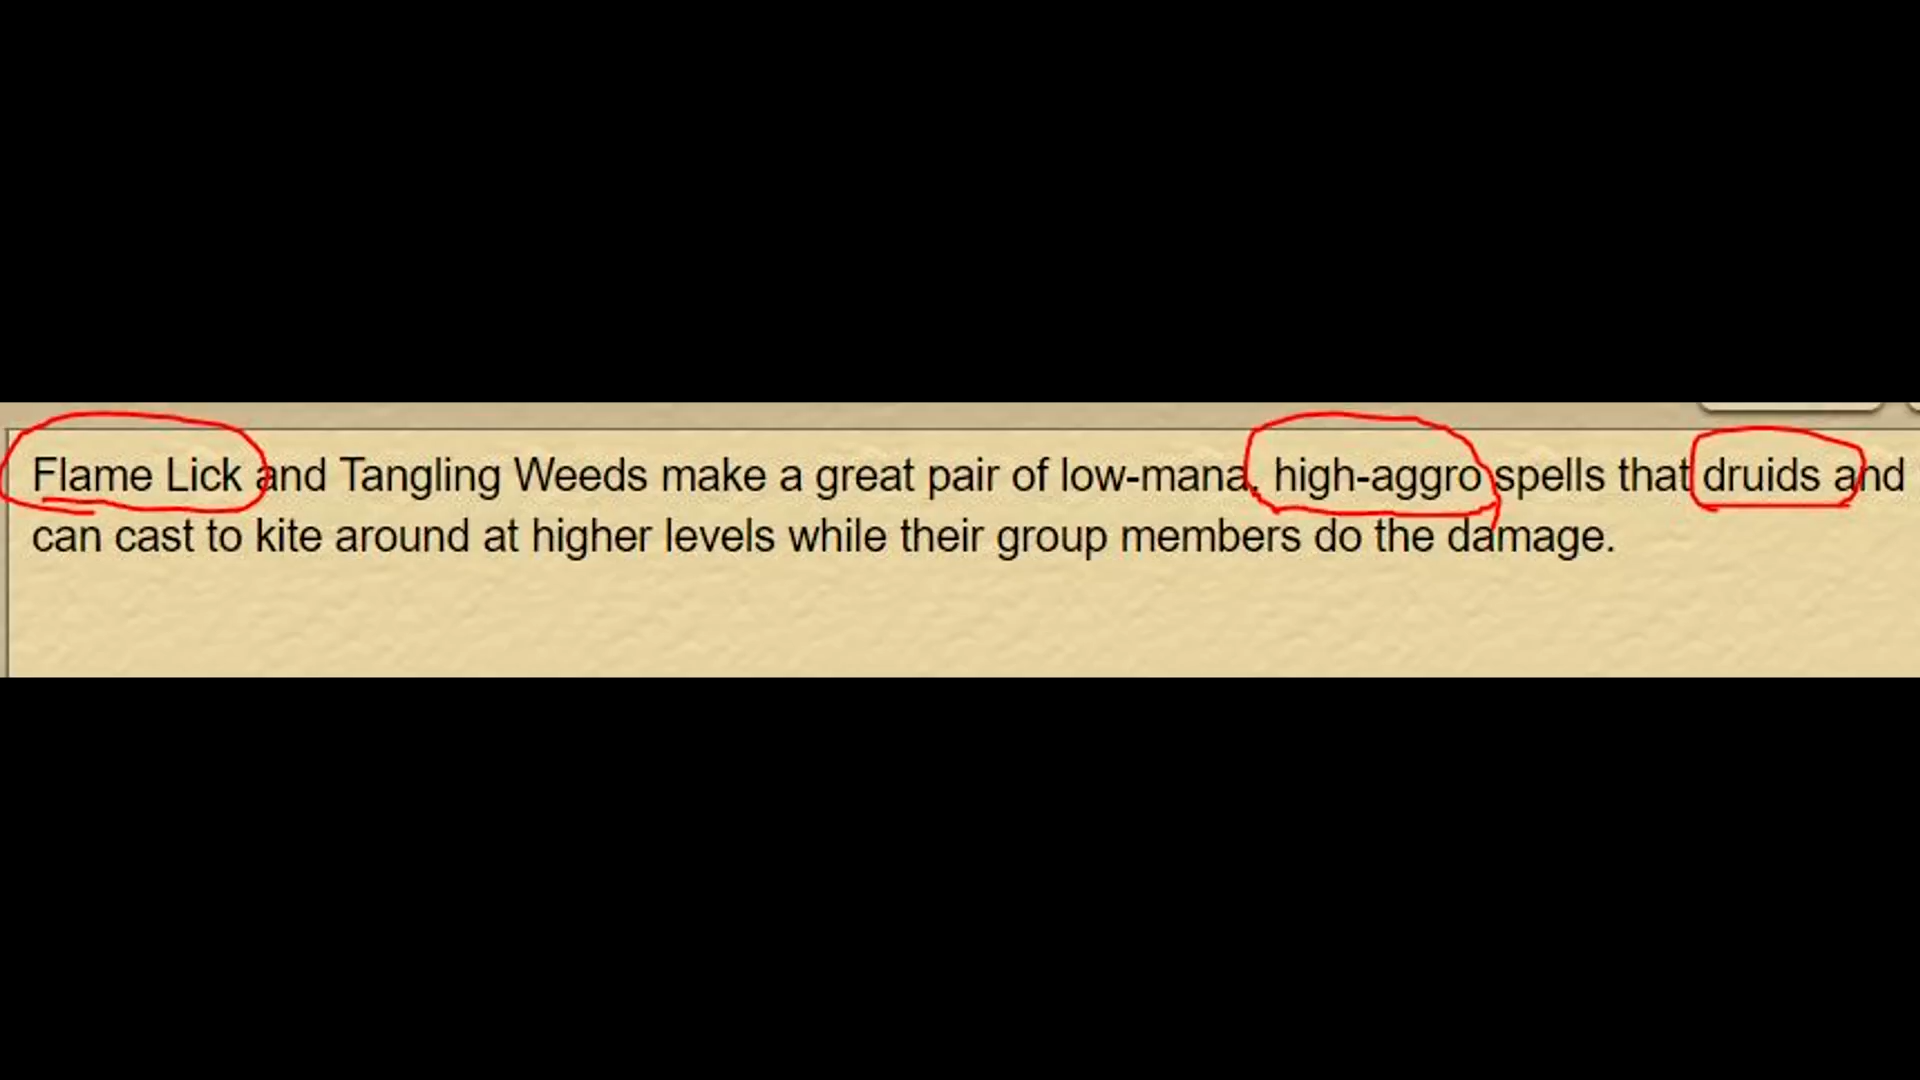 Flame Lick and Tangling Weeds make a great pair of low-mana, high-aggro spells that druids and
can cast to kite around at higher levels while their group members do the damage.